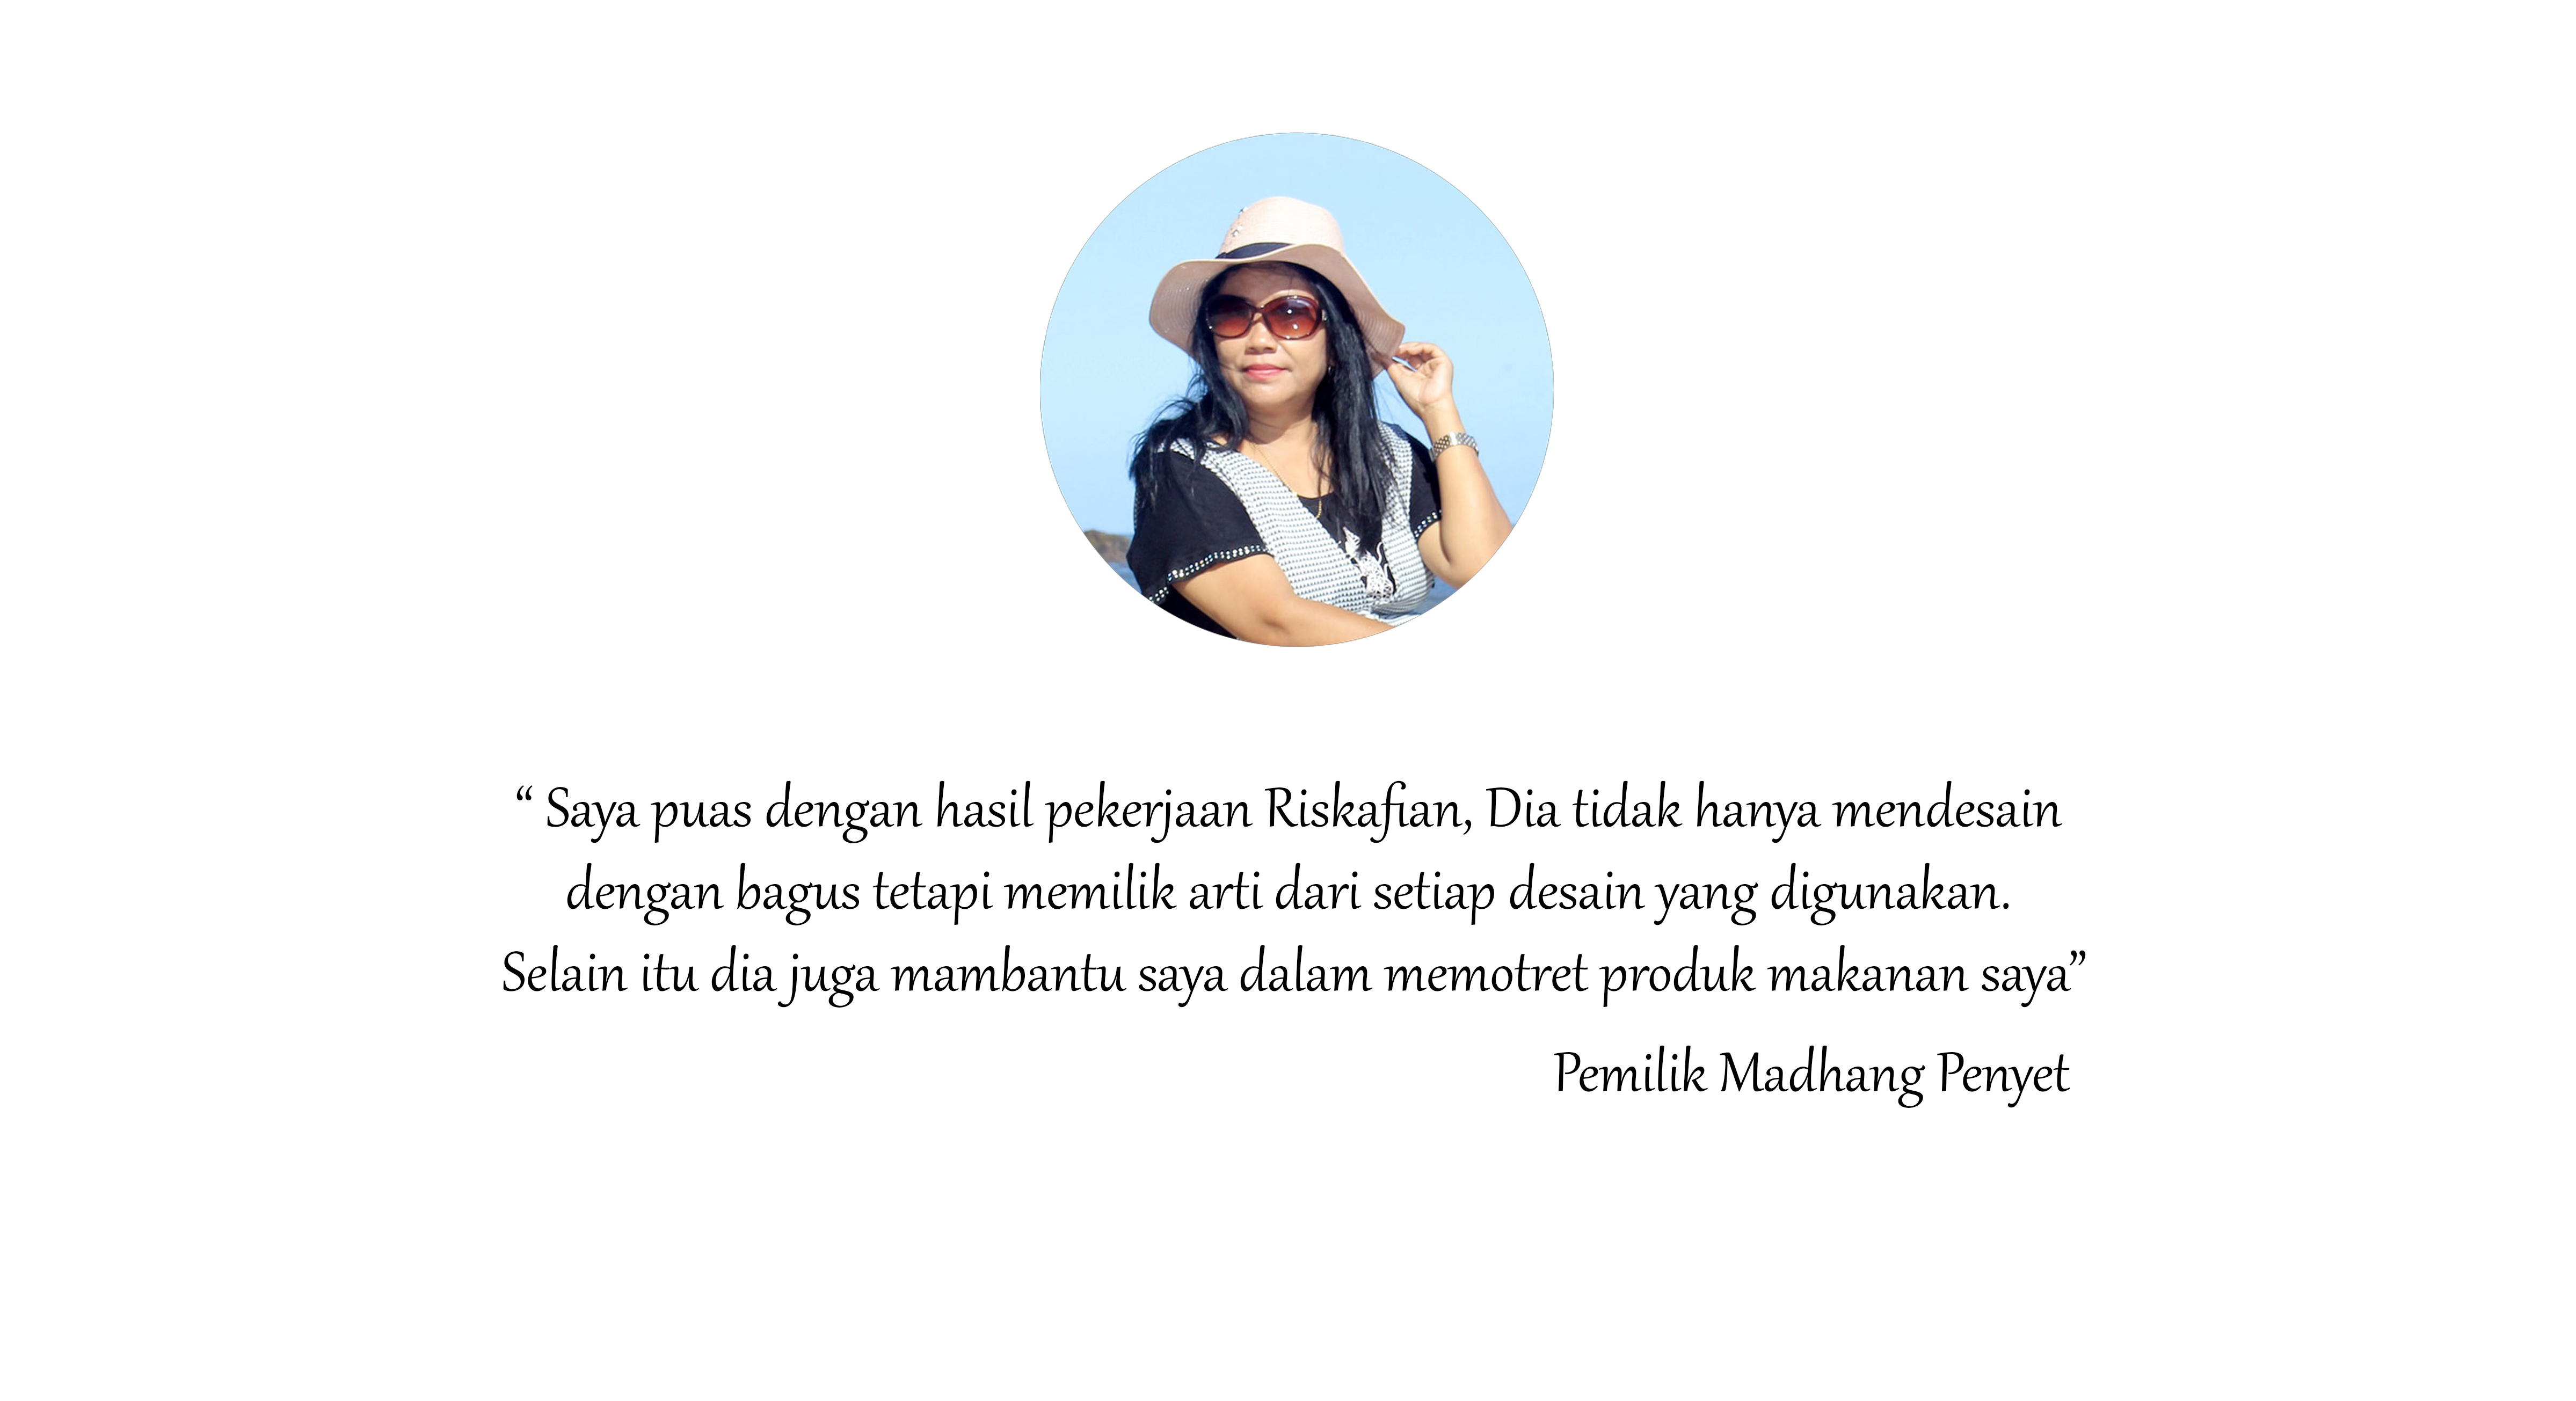 “ Saya puas dengan hasil pekerjaan Riskafian, Dia tidak hanya mendesain
dengan bagus tetapi memilik arti dari setiap desain yang digunakan.
Selain itu dia juga mambantu saya dalam memotret produk makanan saya”
Pemilik Madhang Penyet